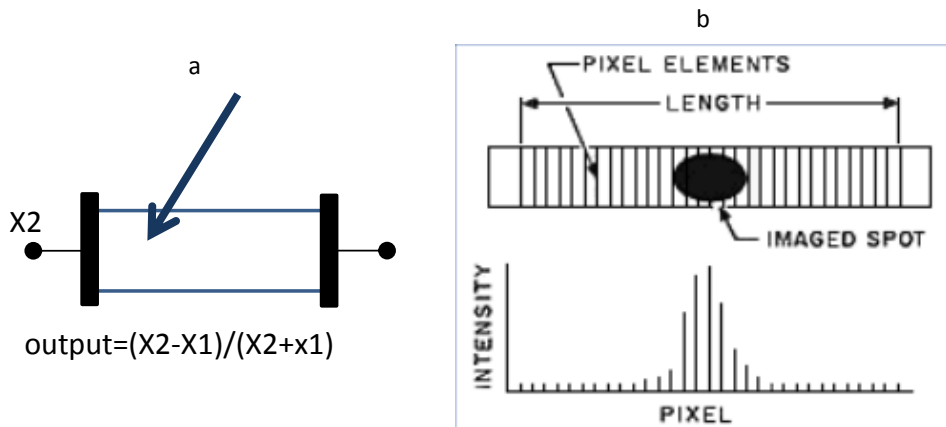 a
X2
output=(X2-X1)/(X2+x1)
b
PIXEL ELEMENTS
LENGTH
IMAGED SPOT
INTENSITY
PIXEL